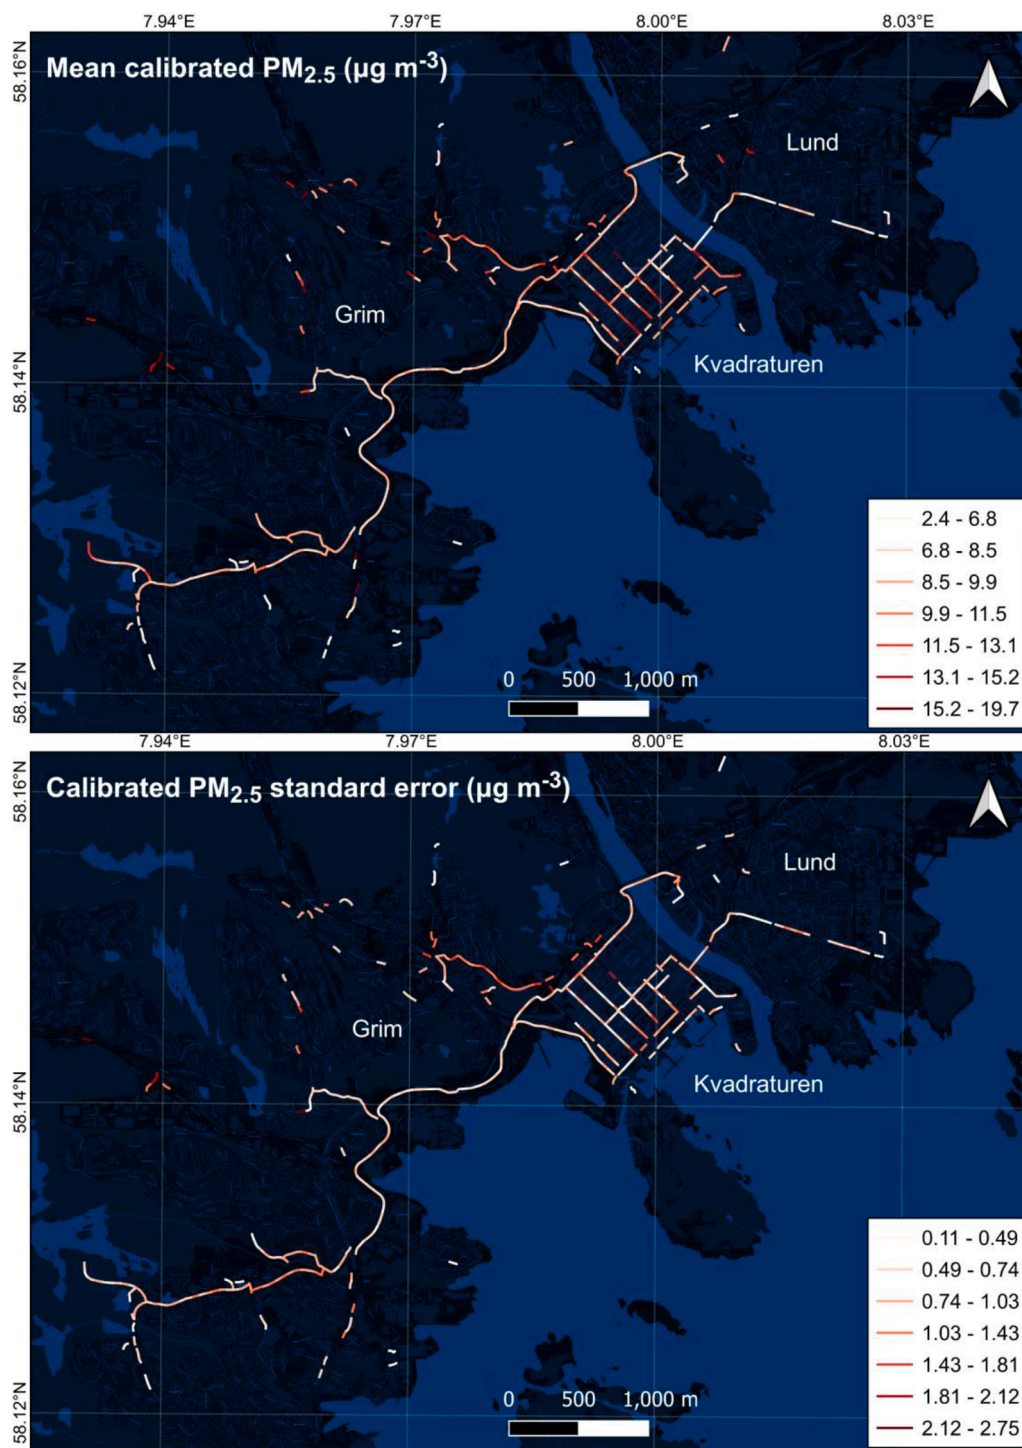 7.94°E 7.97°E 8.00°E 8.03°E
58.16°N
Mean calibrated PM2.5 (µg m-3)
Lund
Grim
Kvadraturen
58.14°N
2.4 - 6.8
6.8 - 8.5
8.5 - 9.9
9.9 - 11.5
11.5 - 13.1
13.1 - 15.2
15.2 - 19.7
0 500 1,000 m
58.12°N
7.94°E 7.97°E 8.00°E 8.03°E
58.16°N
Calibrated PM2.5 standard error (µg m-3)
Lund
Grim
Kvadraturen
58.14°N
0.11 - 0.49
0.49 - 0.74
0.74 - 1.03
1.03 - 1.43
1.43 - 1.81
1.81 - 2.12
2.12 - 2.75
0 500 1,000 m
58.12°N